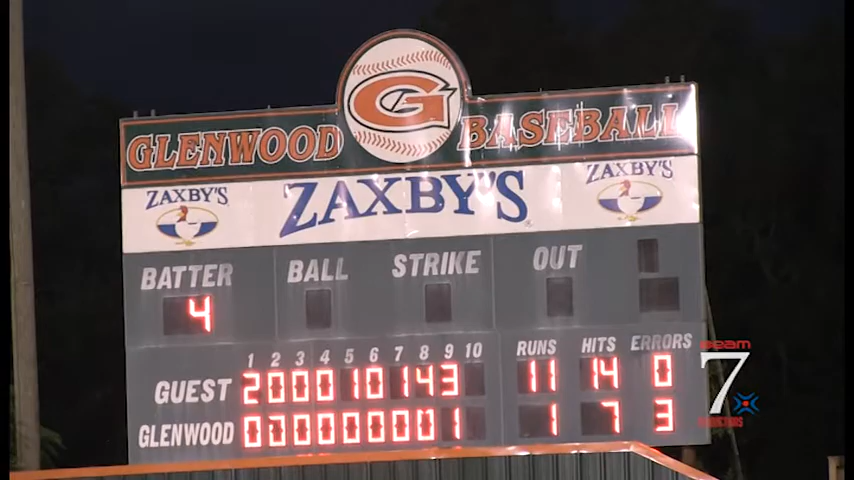 G
GLENWOOD BASEBALL
ZAXBY'S ZAXBY'S ZAXBY'S
BATTER BALL STRIKE OUT
4
1 2 3 4 5 6 7 8 9 10 RUNS HITS ERRORS
GUEST 2 0 0 0 1 0 1 4 3 11 14 0
GLENWOOD 0 7 0 0 0 0 0 0 1 1 7 3
7